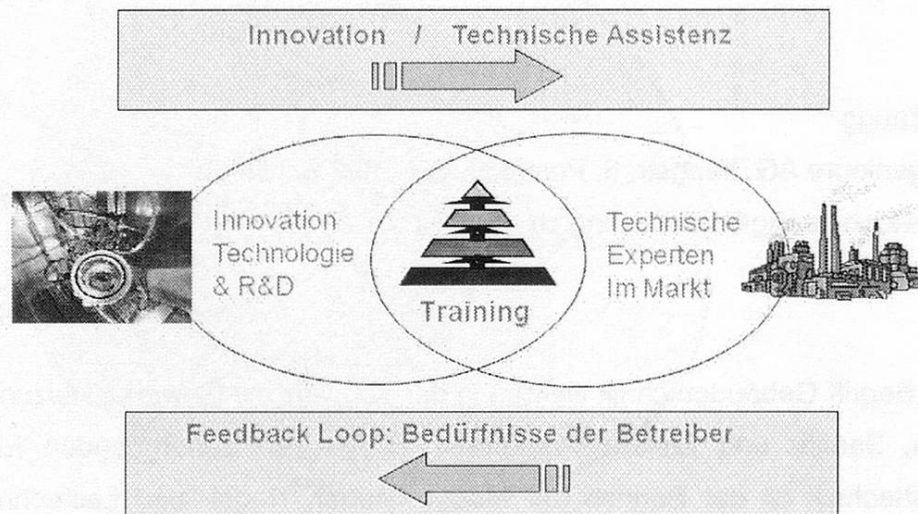 Innovation / Technische Assistenz
Innovation
Technologie
& R&D
Training
Technische
Experten
Im Markt
Feedback Loop: Bedürfnisse der Betreiber